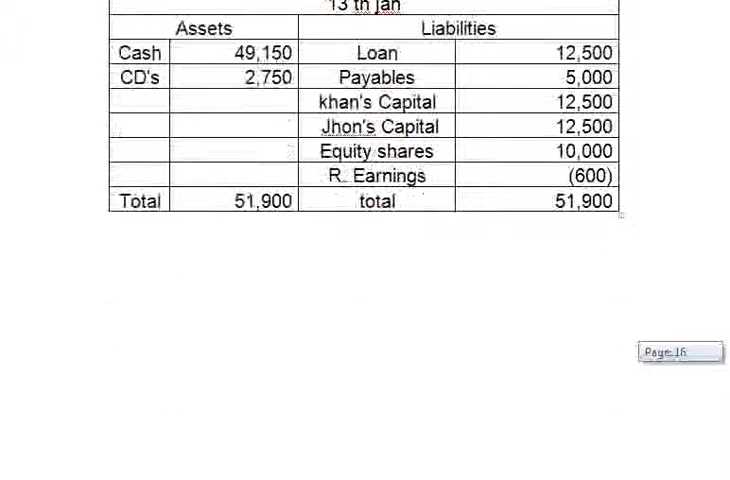 13 th jan
Assets Liabilities
Cash 49,150 Loan 12,500
CD's 2,750 Payables 5,000
khan's Capital 12,500
Jhon's Capital 12,500
Equity shares 10,000
R. Earnings (600)
Total 51,900 total 51,900
Page: 16